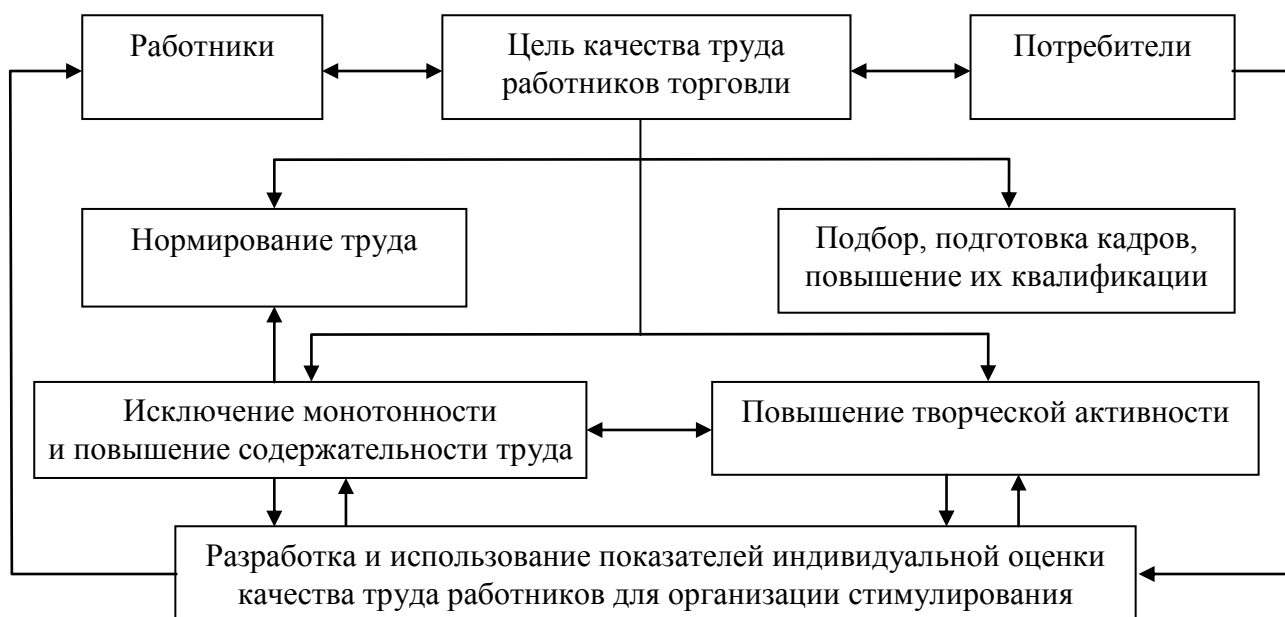 Работники
Цель качества труда
работников торговли
Потребители
Нормирование труда
Подбор, подготовка кадров,
повышение их квалификации
Исключение монотонности
и повышение содержательности труда
Повышение творческой активности
Разработка и использование показателей индивидуальной оценки
качества труда работников для организации стимулирования